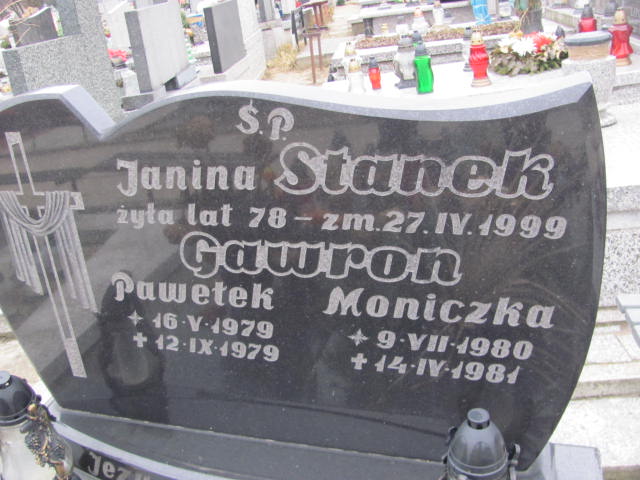 Ś.P.
Janina Stanek
żyła lat 78 – zm. 27. IV. 1999
Gawron
Pawełek Moniczka
16·V·1979 9·VII·1980
+ 12·IX·1979 + 14·IV·1981